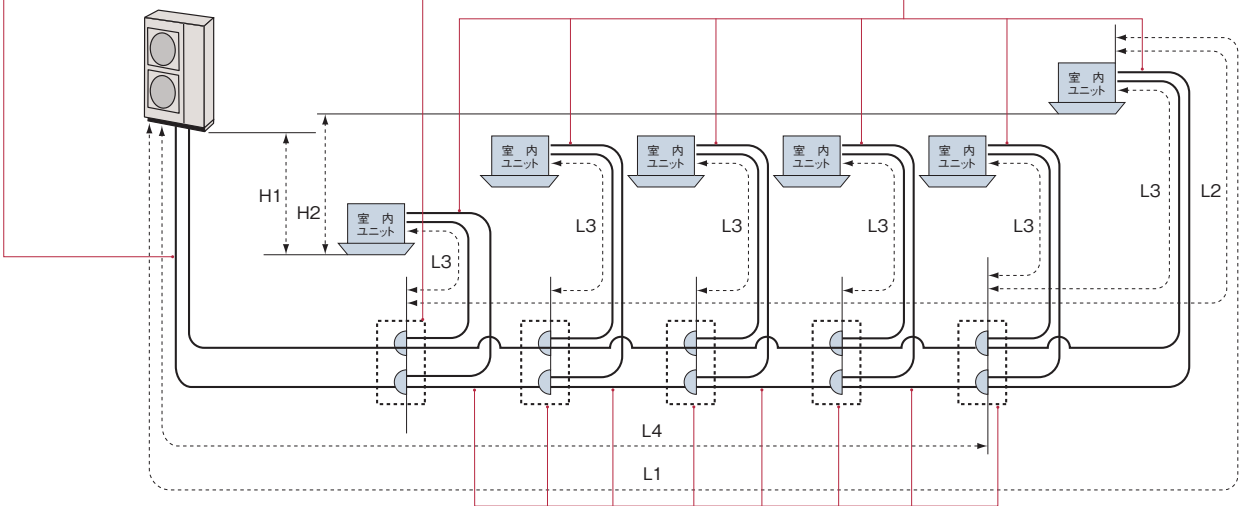 室 内
ユニット
室 内
ユニット
室 内
ユニット
室 内
ユニット
室 内
ユニット
H1
H2
L3
L2
室 内
ユニット
L3
L3
L3
L3
L3
L4
L1